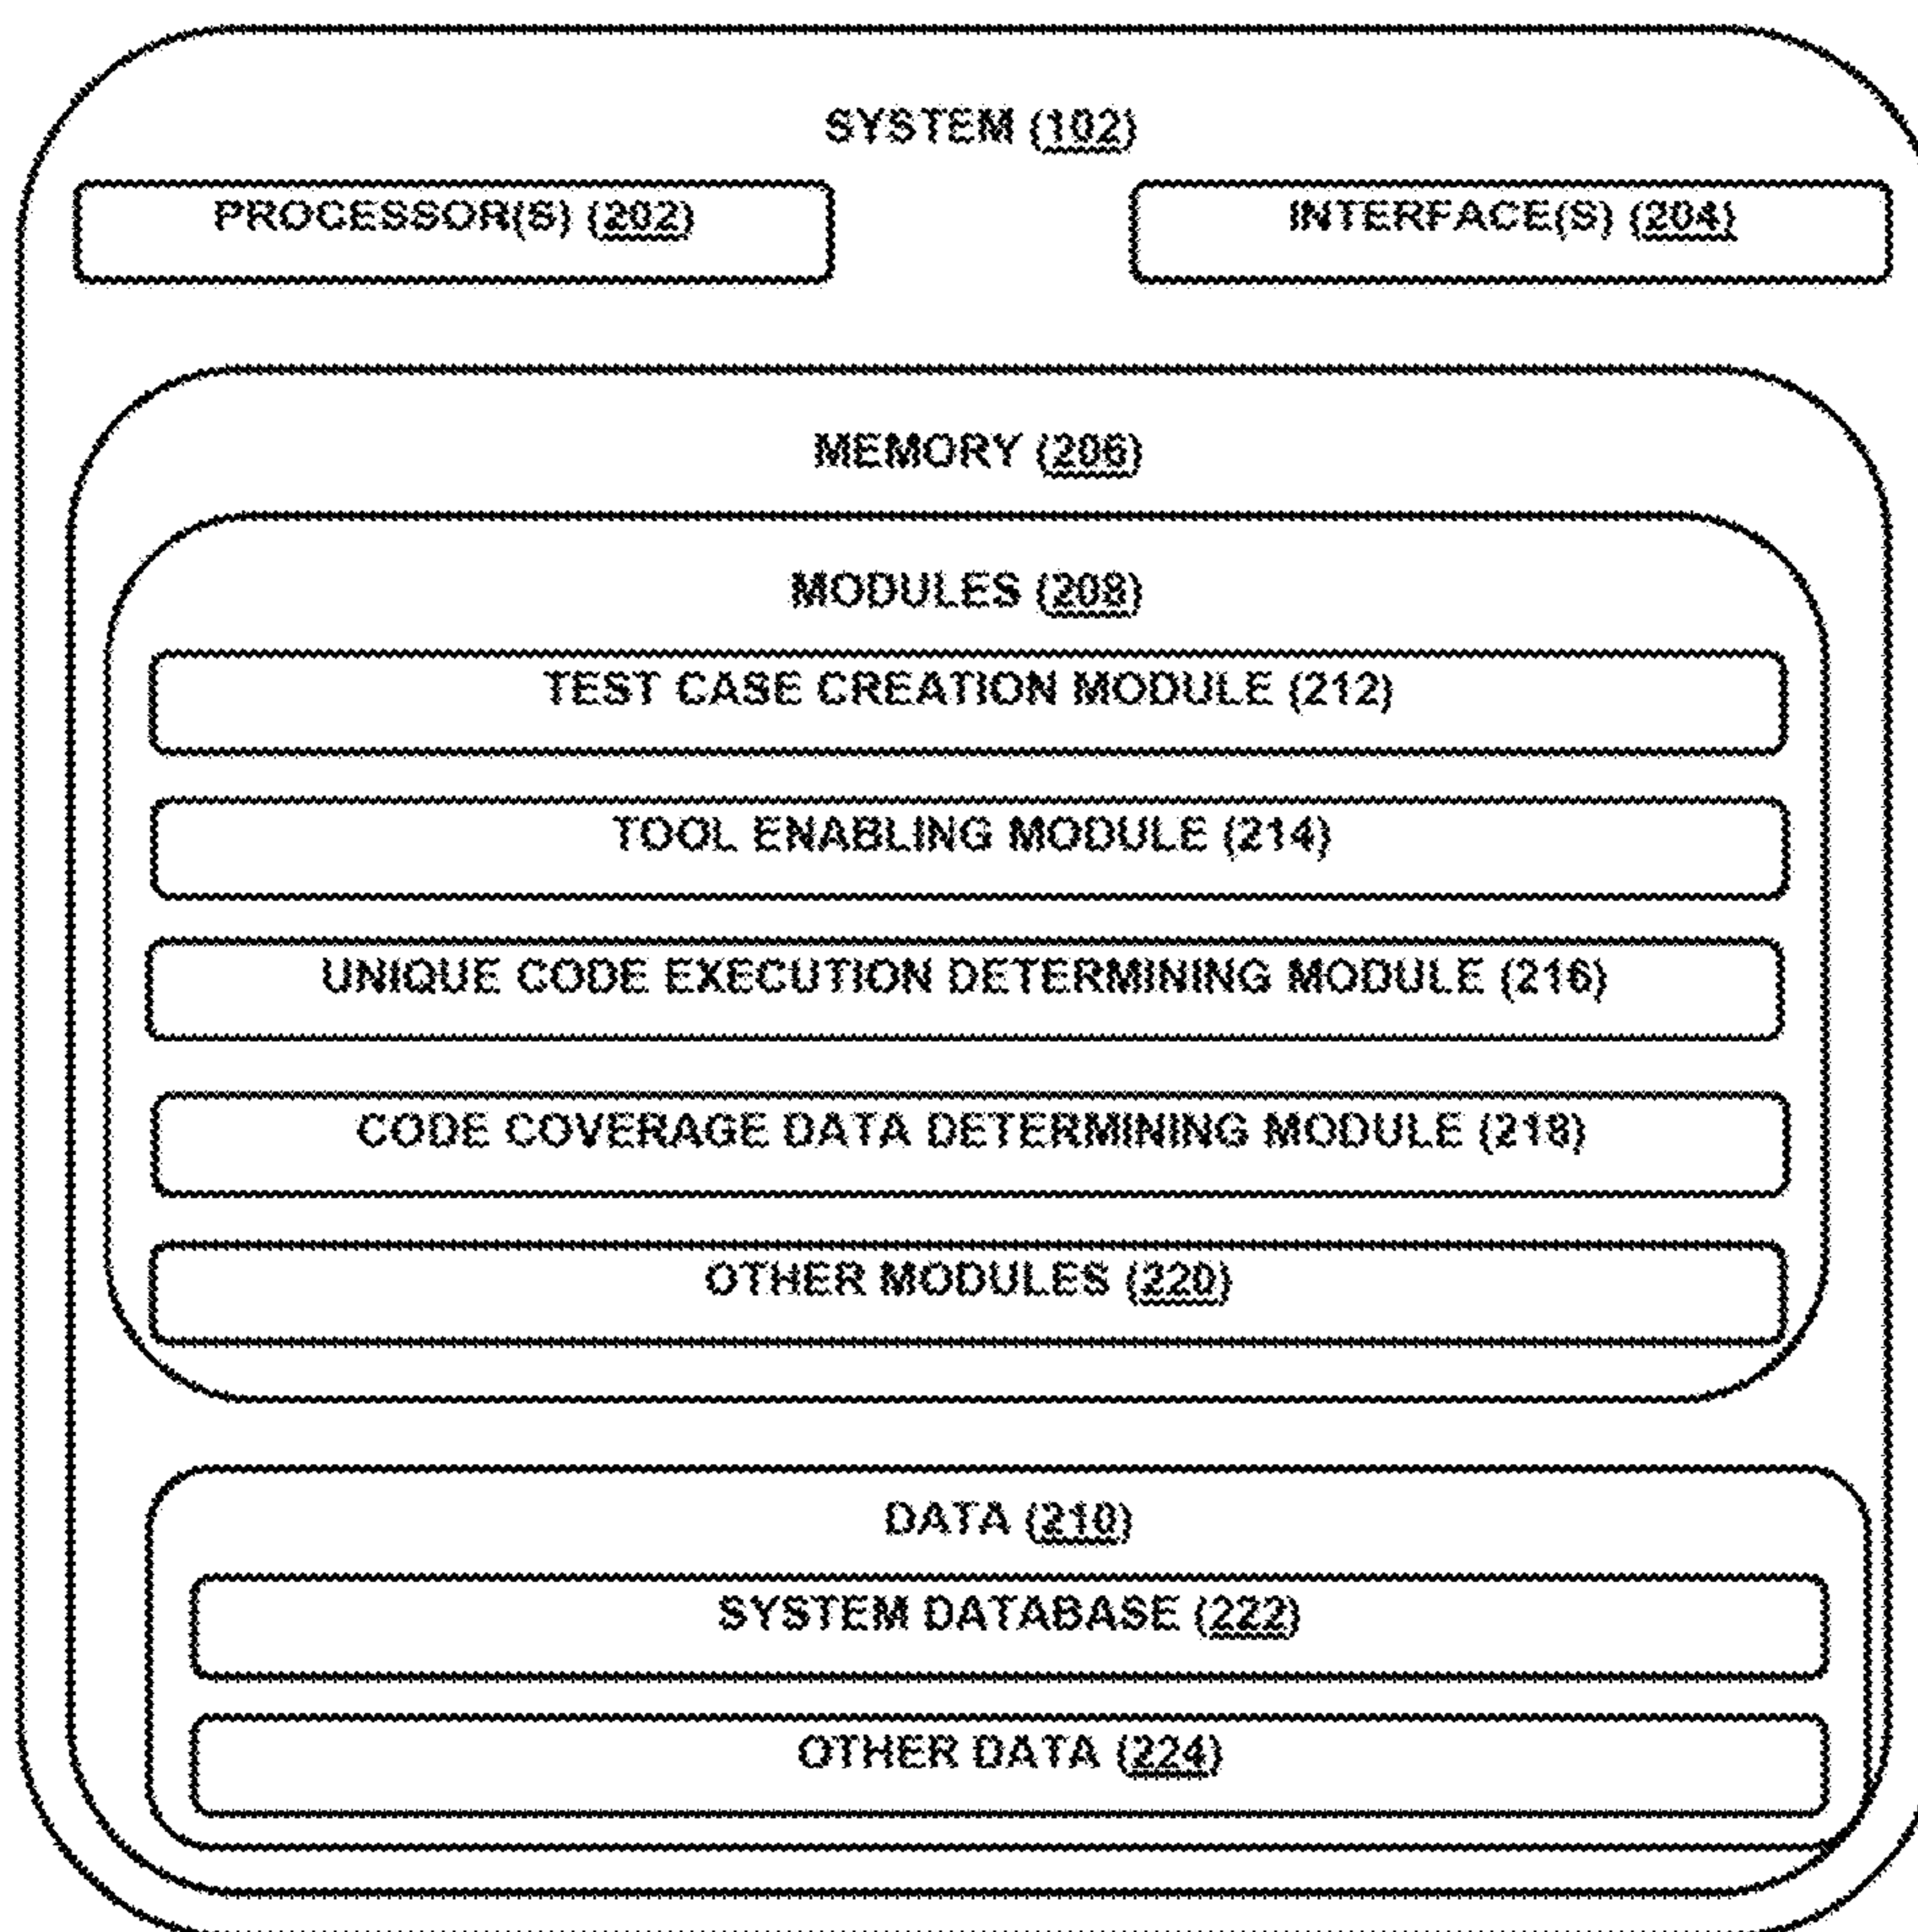 SYSTEM (102)
PROCESSOR(S) (202)
INTERFACE(S) (204)
MEMORY (206)
MODULES (208)
TEST CASE CREATION MODULE (212)
TOOL ENABLING MODULE (214)
UNIQUE CODE EXECUTION DETERMINING MODULE (216)
CODE COVERAGE DATA DETERMINING MODULE (218)
OTHER MODULES (220)
DATA (210)
SYSTEM DATABASE (222)
OTHER DATA (224)